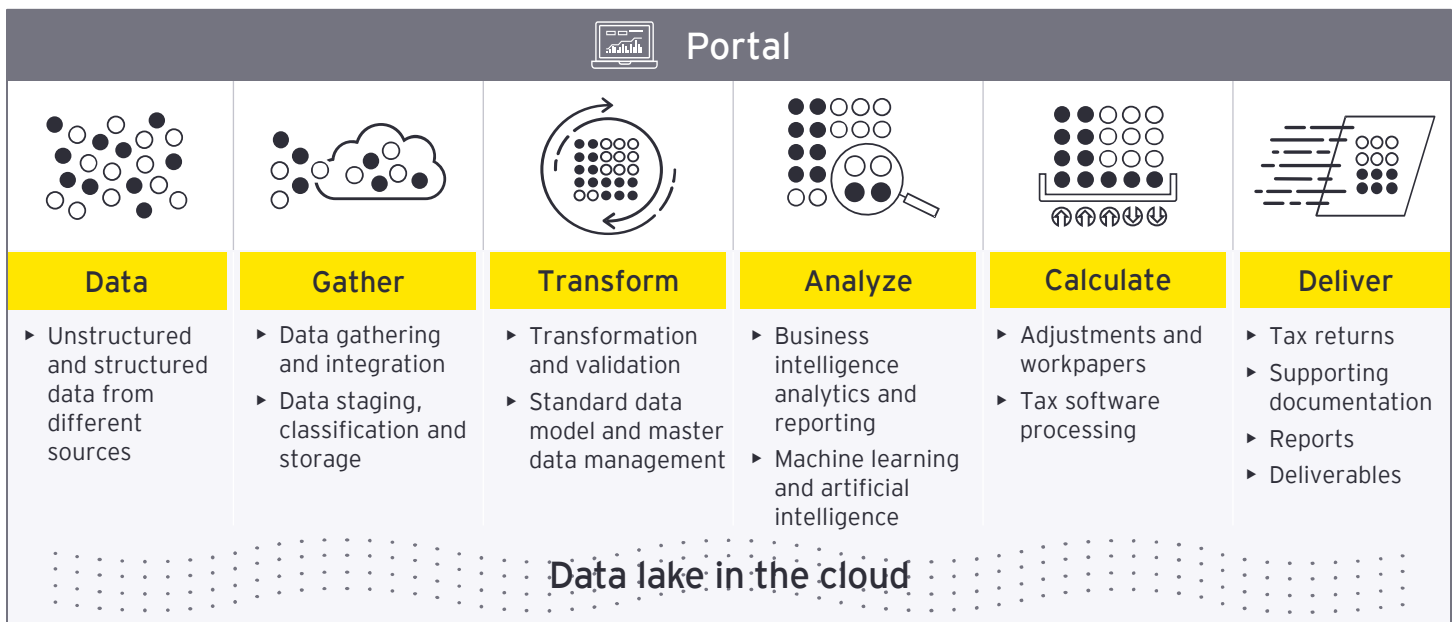 Portal
Data
▸ Unstructured
and structured
data from
different
sources
Gather
▸ Data gathering
and integration
▸ Data staging,
classification and
storage
Transform
▸ Transformation
and validation
▸ Standard data
model and master
data management
Analyze
▸ Business
intelligence
analytics and
reporting
▸ Machine learning
and artificial
intelligence
Calculate
▸ Adjustments and
workpapers
▸ Tax software
processing
Deliver
▸ Tax returns
▸ Supporting
documentation
▸ Reports
▸ Deliverables
Data lake in the cloud